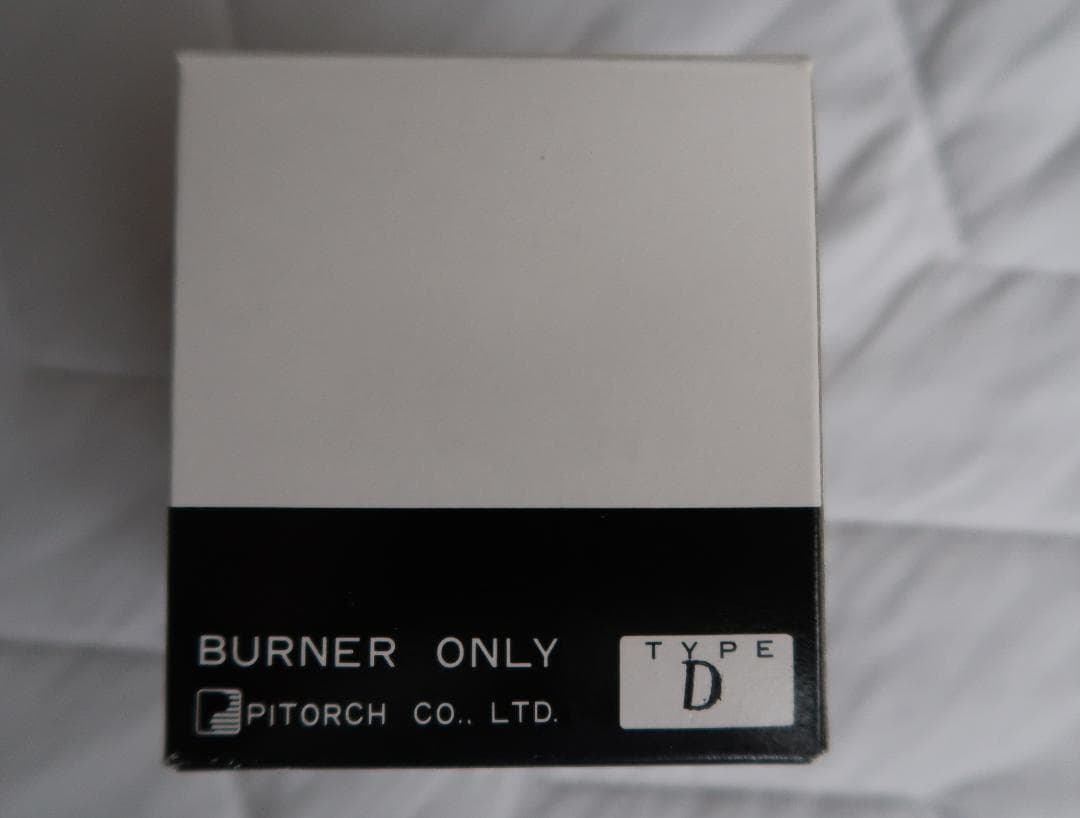 BURNER ONLY
PITORCH CO., LTD.
TYPE
D